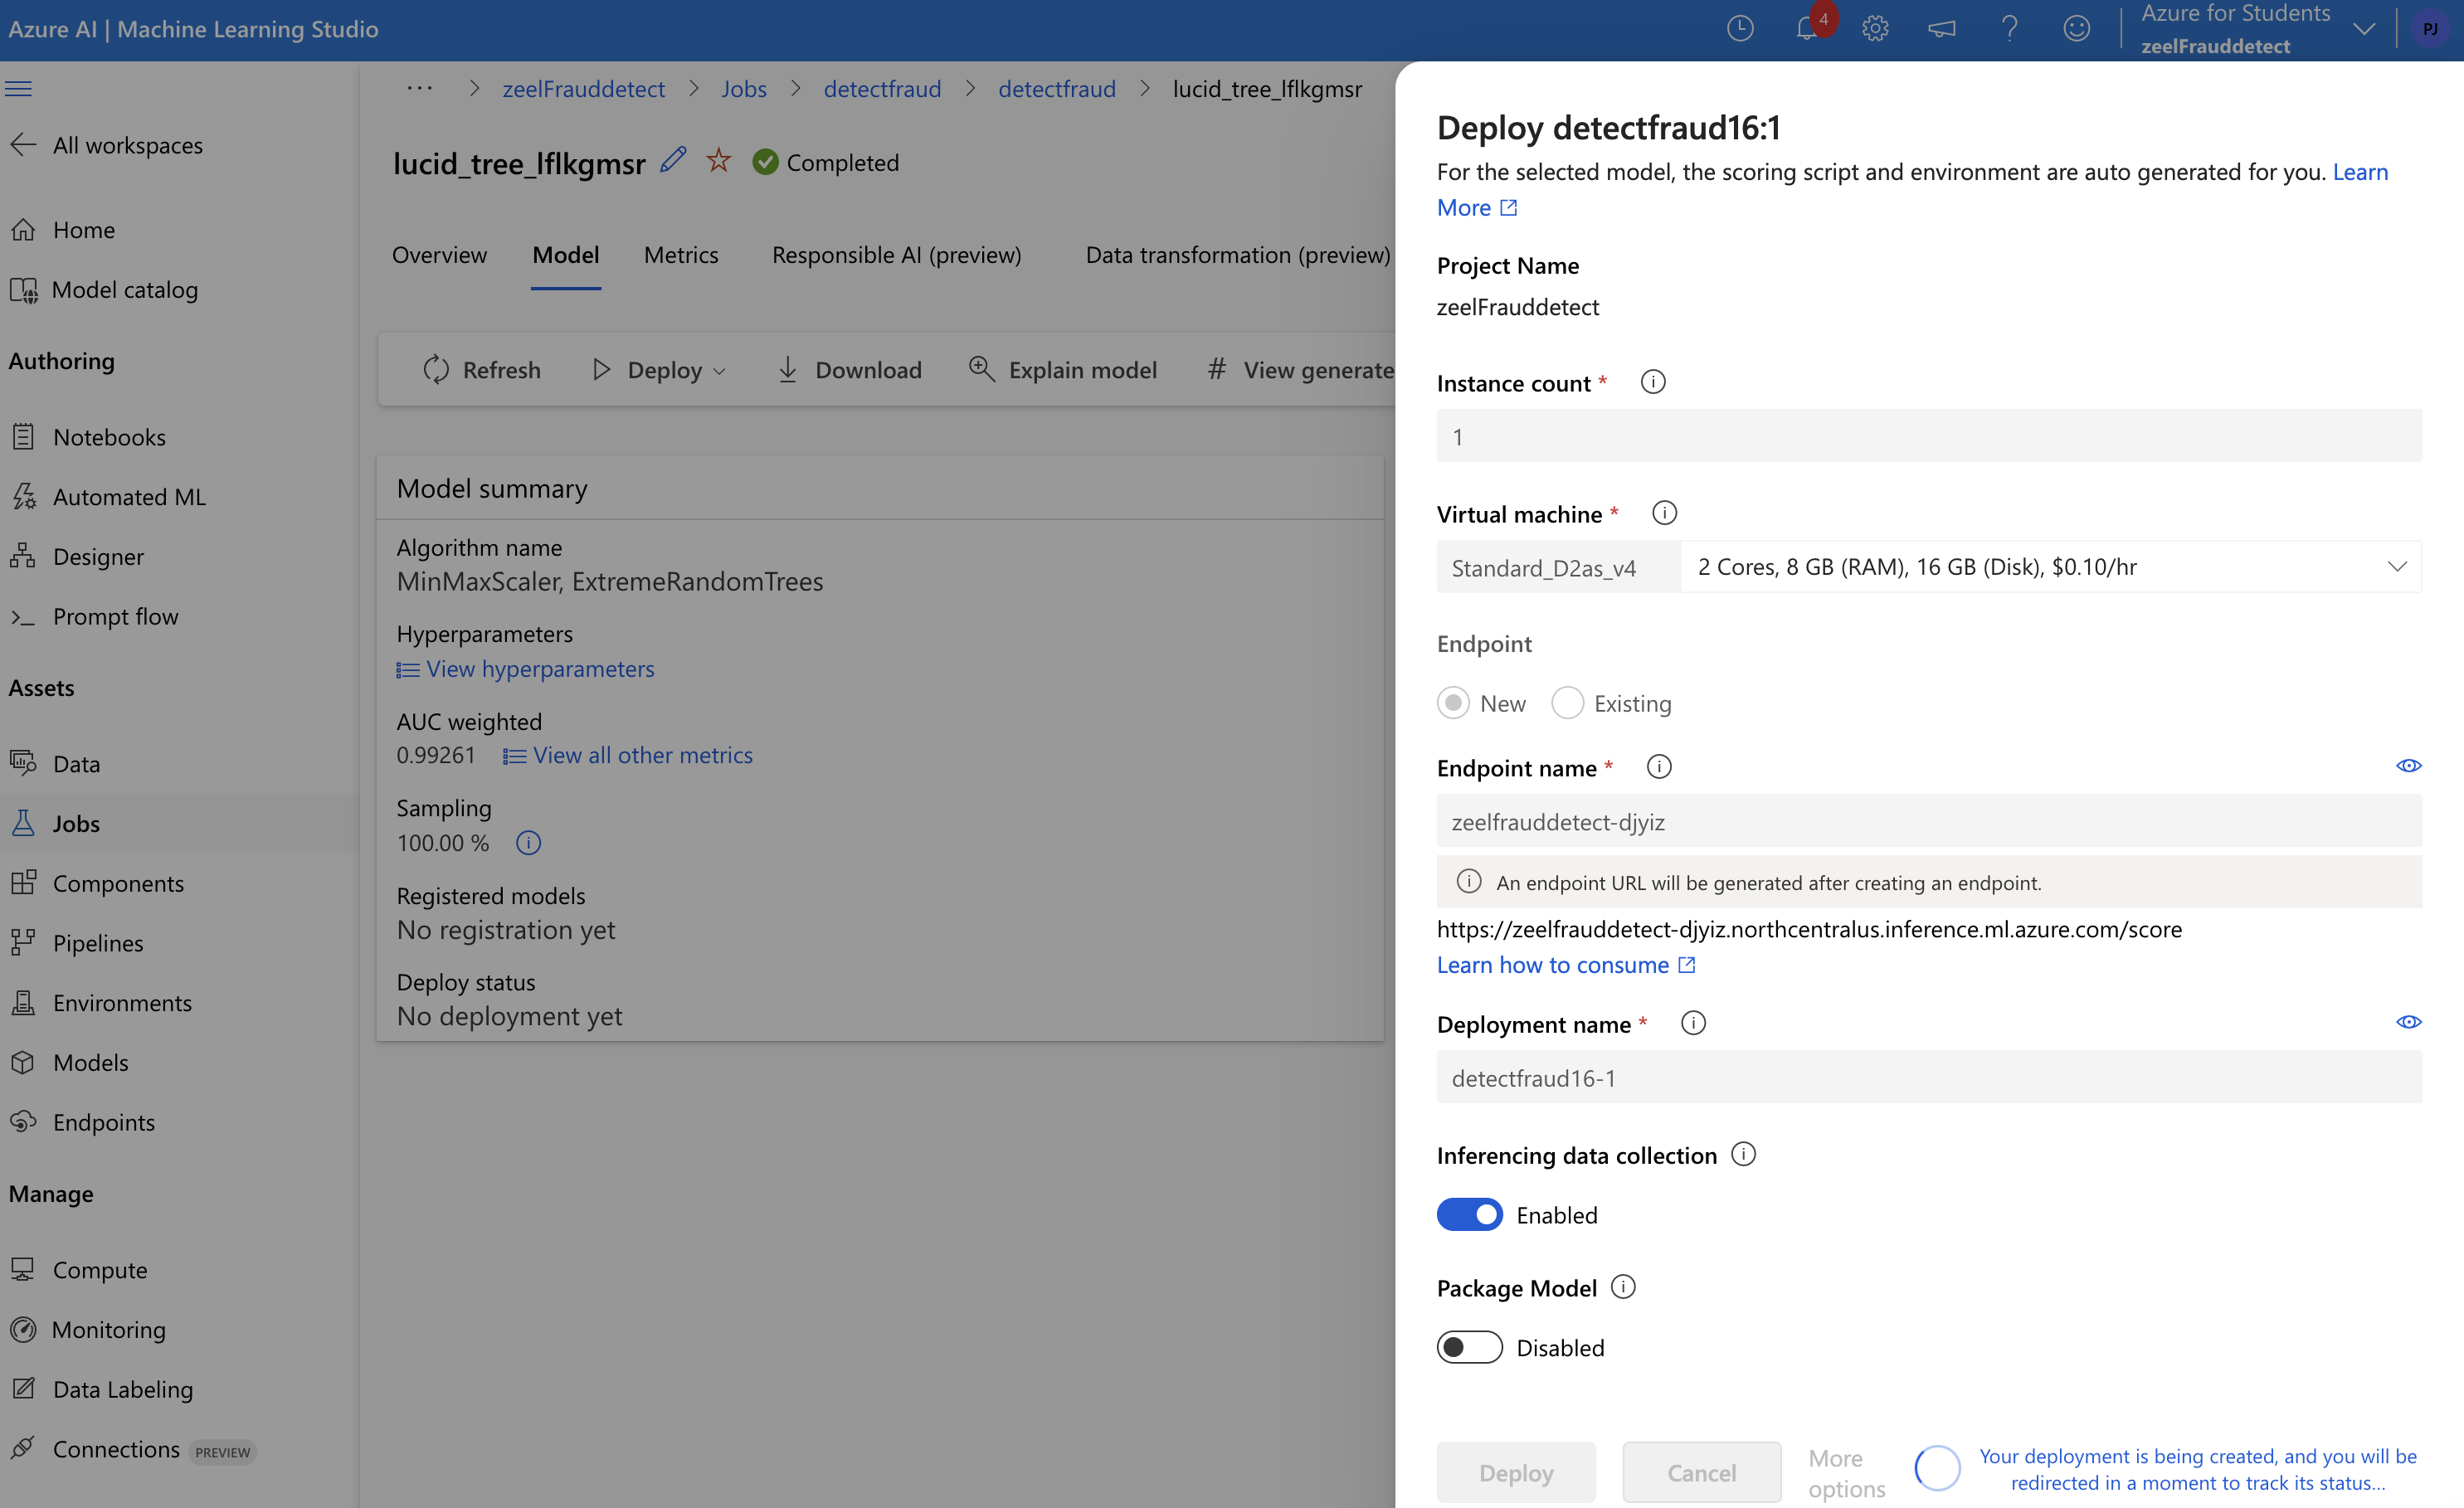 Azure AI | Machine Learning Studio
4
Azure for Students
zeelFrauddetect
PJ
All workspaces
Home
Model catalog
Authoring
Notebooks
Automated ML
Designer
Prompt flow
Assets
Data
Jobs
Components
Pipelines
Environments
Models
Endpoints
Manage
Compute
Monitoring
Data Labeling
Connections PREVIEW
... > zeelFrauddetect > Jobs > detectfraud > detectfraud > lucid_tree_lflkgmsr
lucid_tree_lflkgmsr Completed
Overview Model Metrics Responsible AI (preview) Data transformation (preview)
Refresh Deploy Download Explain model # View generate
Model summary
Algorithm name
MinMaxScaler, ExtremeRandomTrees
Hyperparameters
View hyperparameters
AUC weighted
0.99261 View all other metrics
Sampling
100.00 %
Registered models
No registration yet
Deploy status
No deployment yet
Deploy detectfraud16:1
For the selected model, the scoring script and environment are auto generated for you. Learn
More
Project Name
zeelFrauddetect
Instance count *
1
Virtual machine *
Standard_D2as_v4 2 Cores, 8 GB (RAM), 16 GB (Disk), $0.10/hr
Endpoint
New Existing
Endpoint name *
zeelfrauddetect-djyiz
An endpoint URL will be generated after creating an endpoint.
https://zeelfrauddetect-djyiz.northcentralus.inference.ml.azure.com/score
Learn how to consume
Deployment name *
detectfraud16-1
Inferencing data collection
Enabled
Package Model
Disabled
Deploy Cancel
More
options
Your deployment is being created, and you will be
redirected in a moment to track its status...